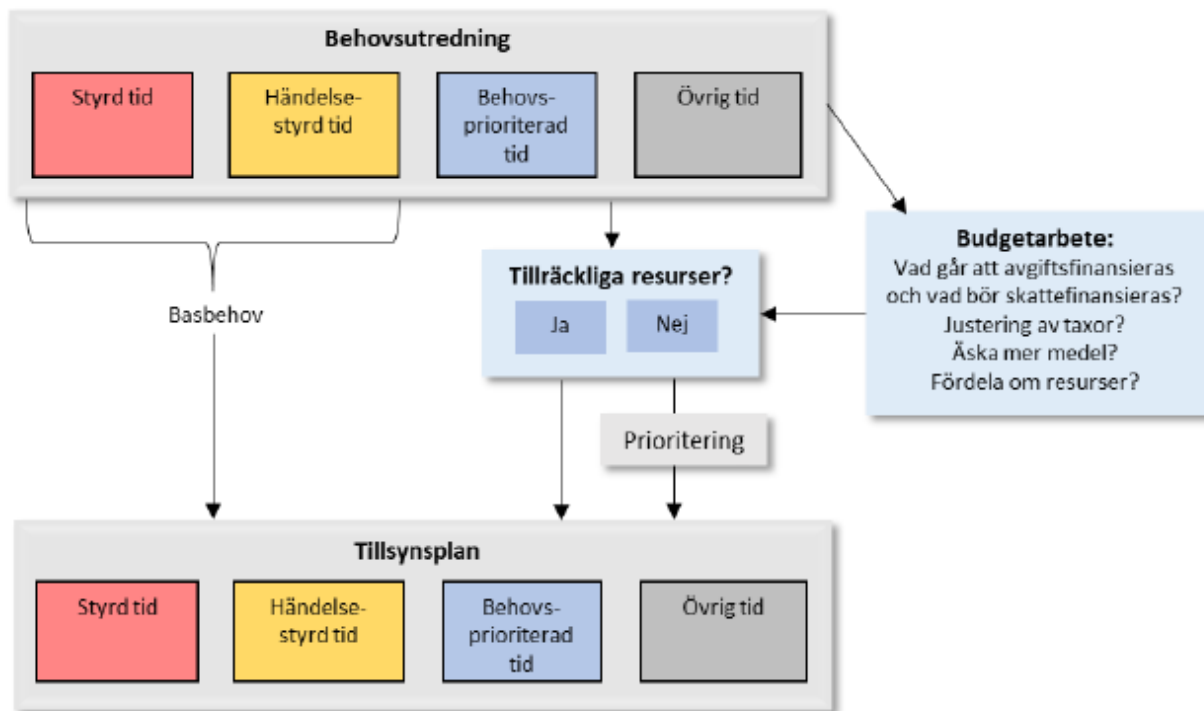 Behovsutredning
Styrd tid
Händelse-
styrd tid
Behovs-
prioriterad
tid
Övrig tid
Budgetarbete:
Vad går att avgiftsfinansieras
och vad bör skattefinansieras?
Justering av taxor?
Äska mer medel?
Fördela om resurser?
Tillräckliga resurser?
Ja
Nej
Basbehov
Prioritering
Tillsynsplan
Styrd tid
Händelse-
styrd tid
Behovs-
prioriterad
tid
Övrig tid